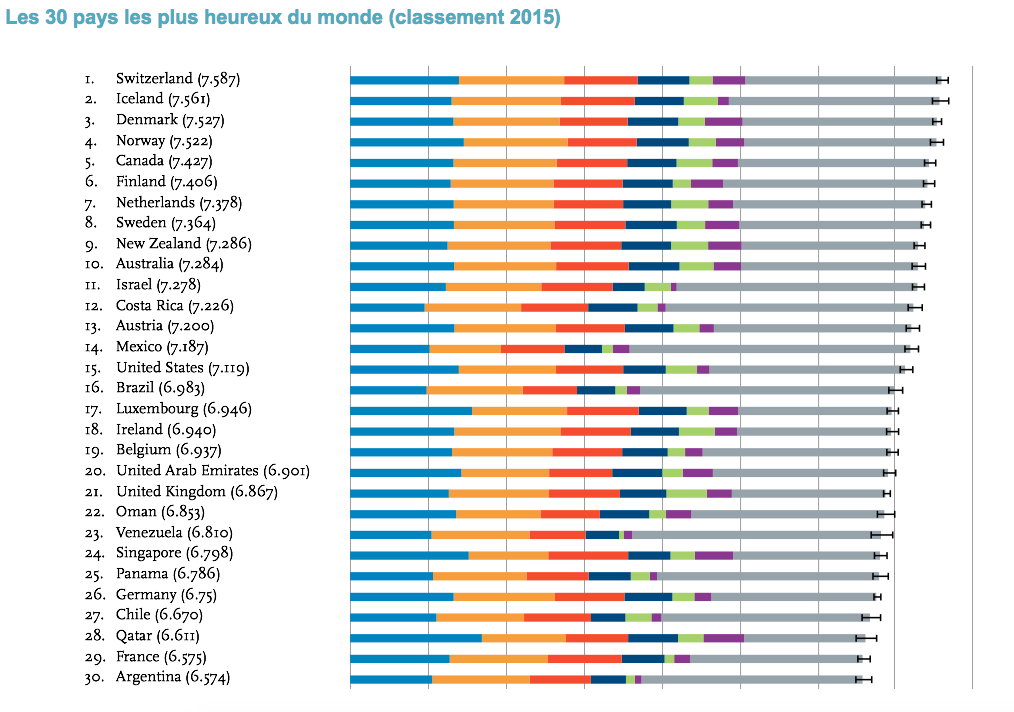 Les 30 pays les plus heureux du monde (classement 2015)
1. Switzerland (7.587)
2. Iceland (7.561)
3. Denmark (7.527)
4. Norway (7.522)
5. Canada (7.427)
6. Finland (7.406)
7. Netherlands (7.378)
8. Sweden (7.364)
9. New Zealand (7.286)
10. Australia (7.284)
11. Israel (7.278)
12. Costa Rica (7.226)
13. Austria (7.200)
14. Mexico (7.187)
15. United States (7.119)
16. Brazil (6.983)
17. Luxembourg (6.946)
18. Ireland (6.940)
19. Belgium (6.937)
20. United Arab Emirates (6.901)
21. United Kingdom (6.867)
22. Oman (6.853)
23. Venezuela (6.810)
24. Singapore (6.798)
25. Panama (6.786)
26. Germany (6.75)
27. Chile (6.670)
28. Qatar (6.611)
29. France (6.575)
30. Argentina (6.574)